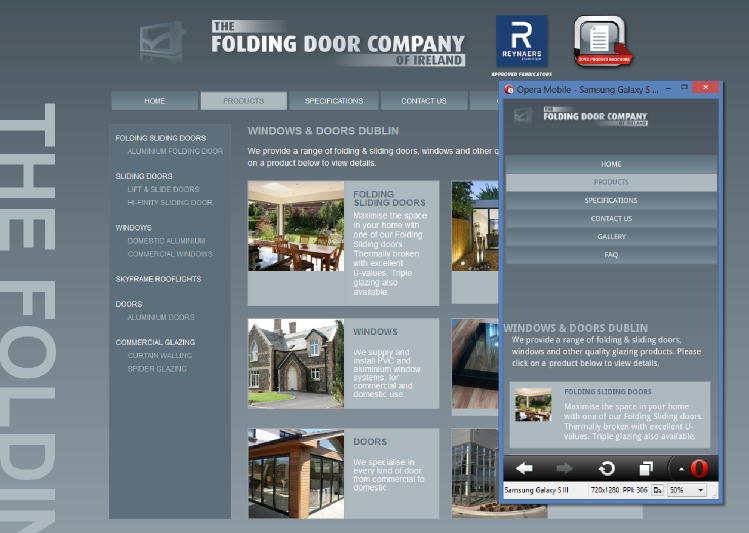 THE
FOLDING DOOR COMPANY
OF IRELAND
R
REYNAERS
APPROVED FABRICATORS
HOME
PRODUCTS
SPECIFICATIONS
CONTACT US
THE FOLDIN
FOLDING SLIDING DOORS
ALUMINIUM FOLDING DOOR
SLIDING DOORS
LIFT & SLIDE DOORS
HI-FINITY SLIDING DOOR
WINDOWS
DOMESTIC ALUMINIUM
COMMERCIAL WINDOWS
SKYFRAME ROOFLIGHTS
DOORS
ALUMINIUM DOORS
COMMERCIAL GLAZING
CURTAIN WALLING
SPIDER GLAZING
WINDOWS & DOORS DUBLIN
We provide a range of folding & sliding doors, windows and other q
on a product below to view details.
FOLDING
SLIDING DOORS
Maximise the space
in your home with
one of our Folding
Sliding doors.
Thermally broken
with excellent
U-values. Triple
glazing also
available.
WINDOWS
We supply and
install PVC and
aluminium window
systems, for
commercial and
domestic use.
DOORS
We specialise in
every kind of door,
from commercial to
domestic.
Opera Mobile - Samsung Galaxy S ...
THE
FOLDING DOOR COMPANY
OF IRELAND
HOME
PRODUCTS
SPECIFICATIONS
CONTACT US
GALLERY
FAQ
WINDOWS & DOORS DUBLIN
We provide a range of folding & sliding doors,
windows and other quality glazing products. Please
click on a product below to view details.
FOLDING SLIDING DOORS
Maximise the space in your home
with one of our Folding Sliding doors.
Thermally broken with excellent U-
values. Triple glazing also available.
Samsung Galaxy S III
720x1280 PPI: 306
50%